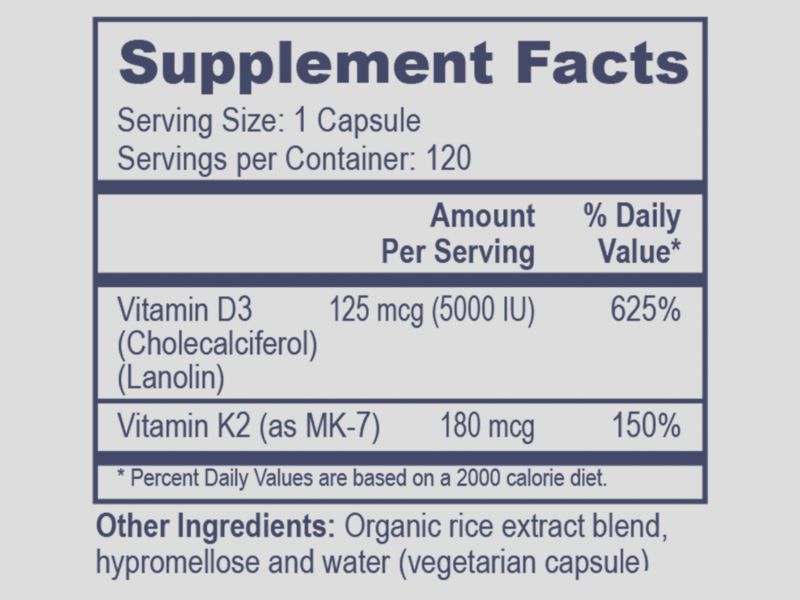 Supplement Facts
Serving Size: 1 Capsule
Servings per Container: 120
Amount Per Serving % Daily Value*
Vitamin D3 125 mcg (5000 IU) 625%
(Cholecalciferol)
(Lanolin)
Vitamin K2 (as MK-7) 180 mcg 150%
* Percent Daily Values are based on a 2000 calorie diet.
Other Ingredients: Organic rice extract blend,
hypromellose and water (vegetarian capsule)